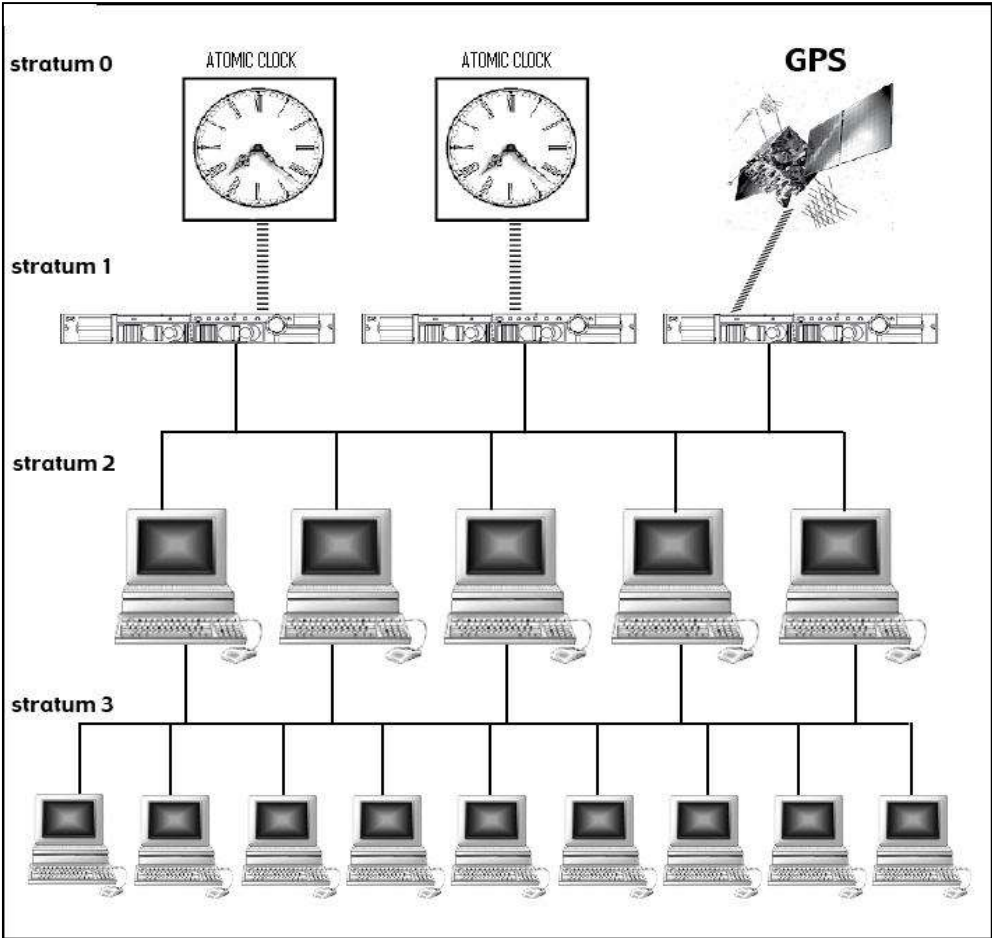 stratum 0
ATOMIC CLOCK
ATOMIC CLOCK
GPS
stratum 1
stratum 2
stratum 3